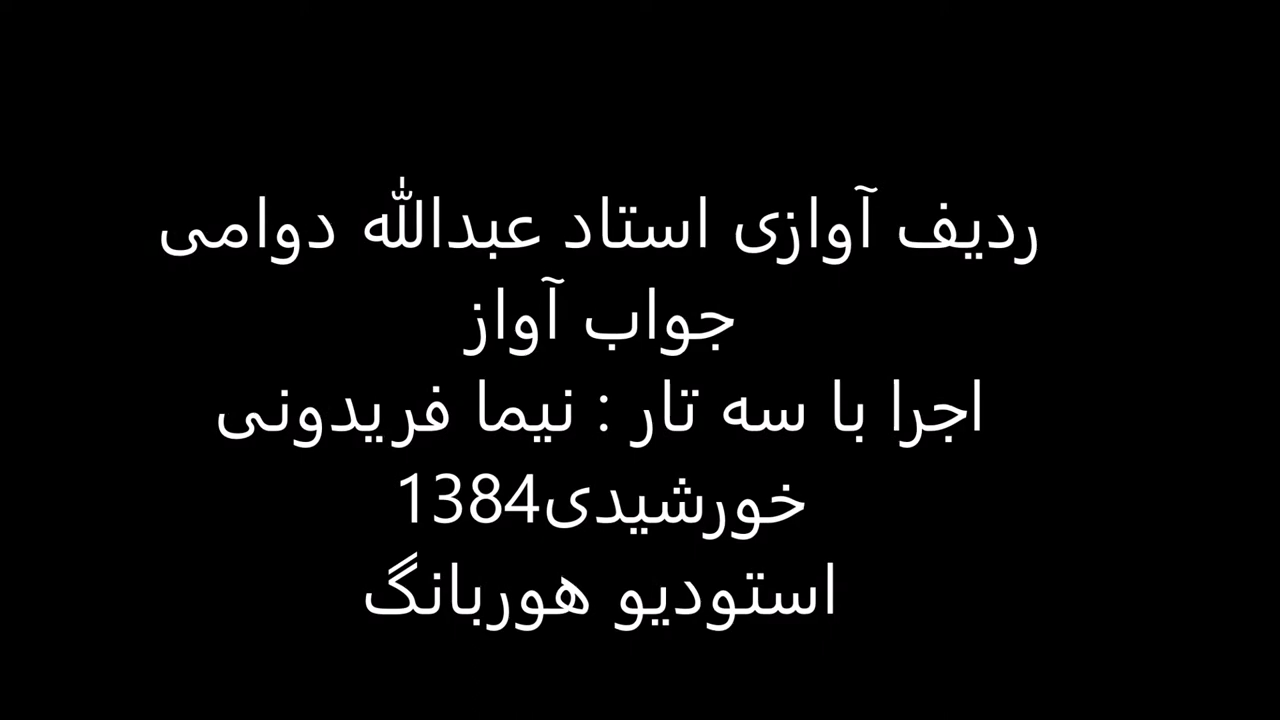 ردیف آوازی استاد عبدالله دوامی
جواب آواز
اجرا با سه تار : نیما فریدونی
خورشیدی1384
استودیو هوربانگ